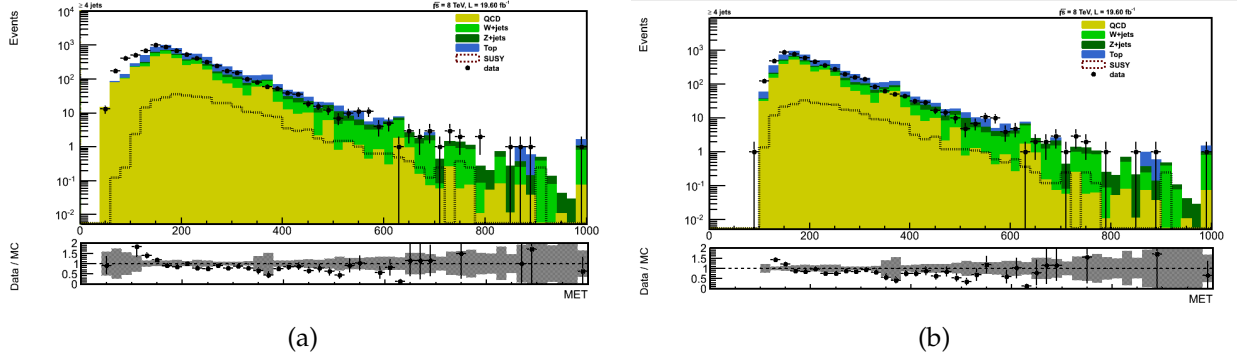 ≥ 4 jets
√s = 8 TeV, L = 19.60 fb⁻¹
Events
10⁴
10³
10²
10
1
10⁻¹
10⁻²
QCD
W+jets
Z+jets
Top
SUSY
data
0 200 400 600 800 1000
Data / MC
2
1.5
1
0.5
0
MET
(a)
≥ 4 jets
√s = 8 TeV, L = 19.60 fb⁻¹
Events
10⁴
10³
10²
10
1
10⁻¹
10⁻²
QCD
W+jets
Z+jets
Top
SUSY
data
0 200 400 600 800 1000
Data / MC
2
1.5
1
0.5
0
MET
(b)